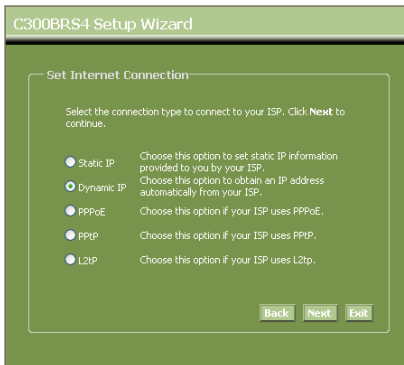 C300BRS4 Setup Wizard
Set Internet Connection
Select the connection type to connect to your ISP. Click Next to
continue.
Static IP
Choose this option to set static IP information
provided to you by your ISP.
Dynamic IP
Choose this option to obtain an IP address
automatically from your ISP.
PPPoE
Choose this option if your ISP uses PPPoE.
PPtP
Choose this option if your ISP uses PPtP.
L2tP
Choose this option if your ISP uses L2tp.
Back Next Exit